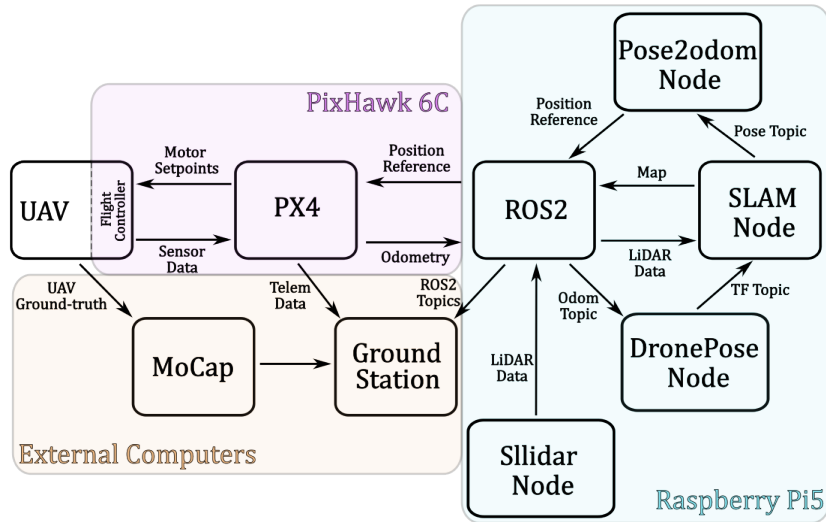 Pose2odom
Node
PixHawk 6C
Position
Reference
Pose Topic
Motor
Setpoints
Position
Reference
Map
UAV
Flight
Controller
PX4
ROS2
SLAM
Node
Sensor
Data
Odometry
LiDAR
Data
UAV
Ground-truth
Telem
Data
ROS2
Topics
Odom
Topic
TF Topic
MoCap
Ground
Station
LiDAR
Data
DronePose
Node
External Computers
Sllidar
Node
Raspberry Pi5